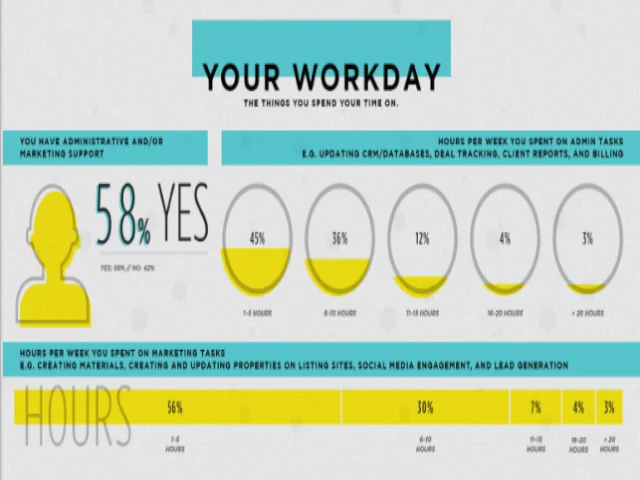 YOUR WORKDAY
THE THINGS YOU SPEND YOUR TIME ON.
YOU HAVE ADMINISTRATIVE AND/OR
MARKETING SUPPORT
58% YES
YES: 58% // NO: 42%
HOURS PER WEEK YOU SPENT ON ADMIN TASKS
E.G. UPDATING CRM/DATABASES, DEAL TRACKING, CLIENT REPORTS, AND BILLING
45% 36% 12% 4% 3%
1-5 HOURS 6-10 HOURS 11-15 HOURS 16-20 HOURS > 20 HOURS
HOURS PER WEEK YOU SPENT ON MARKETING TASKS
E.G. CREATING MATERIALS, CREATING AND UPDATING PROPERTIES ON LISTING SITES, SOCIAL MEDIA ENGAGEMENT, AND LEAD GENERATION
HOURS
56% 30% 7% 4% 3%
1-5 6-10 11-15 16-20 > 20
HOURS HOURS HOURS HOURS HOURS